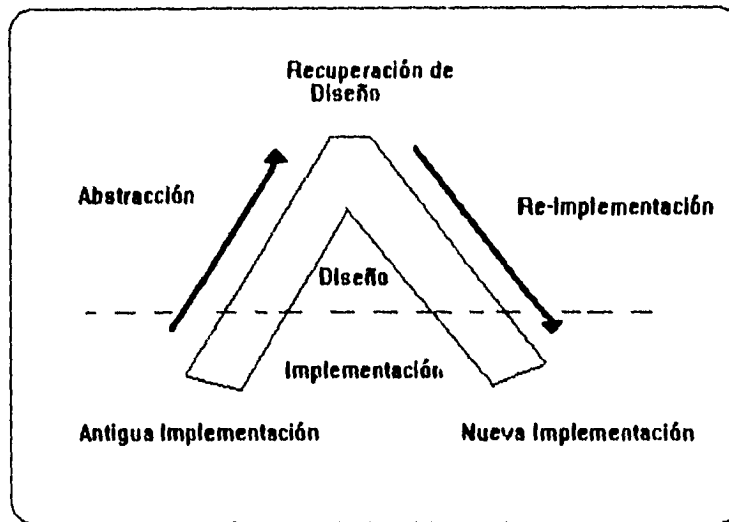 Recuperación de
Diseño
Abstracción
Re-Implementación
Diseño
Implementación
Antigua Implementación
Nueva Implementación